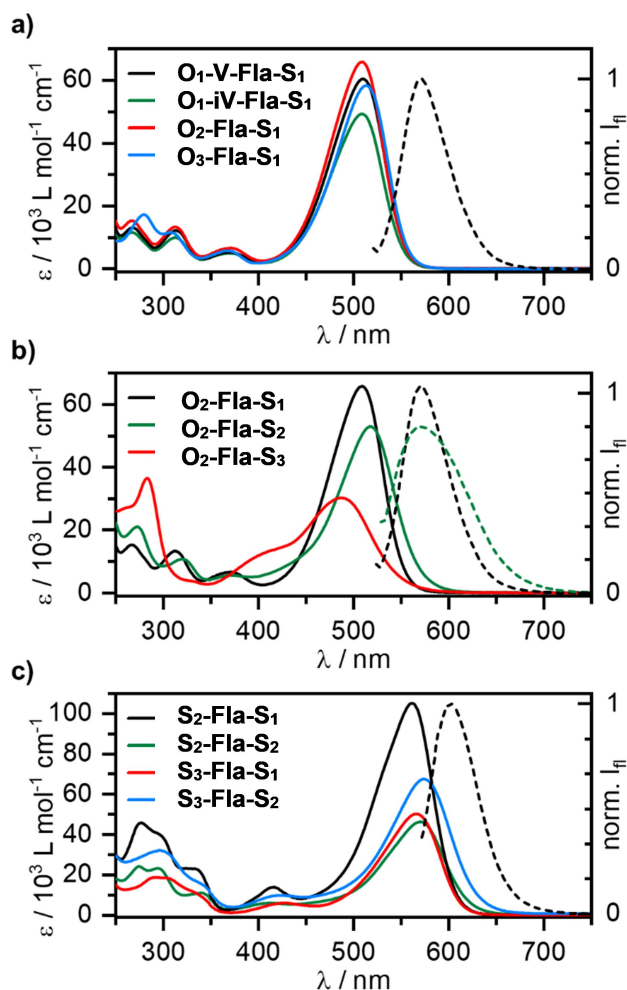 a)
ε / 10³ L mol⁻¹ cm⁻¹
60
40
20
0
O₁-V-Fla-S₁
O₁-iV-Fla-S₁
O₂-Fla-S₁
O₃-Fla-S₁
1
0
norm. I_fl
300 400 500 600 700
λ / nm
b)
ε / 10³ L mol⁻¹ cm⁻¹
60
40
20
0
O₂-Fla-S₁
O₂-Fla-S₂
O₂-Fla-S₃
1
0
norm. I_fl
300 400 500 600 700
λ / nm
c)
ε / 10³ L mol⁻¹ cm⁻¹
100
80
60
40
20
0
S₂-Fla-S₁
S₂-Fla-S₂
S₃-Fla-S₁
S₃-Fla-S₂
1
0
norm. I_fl
300 400 500 600 700
λ / nm